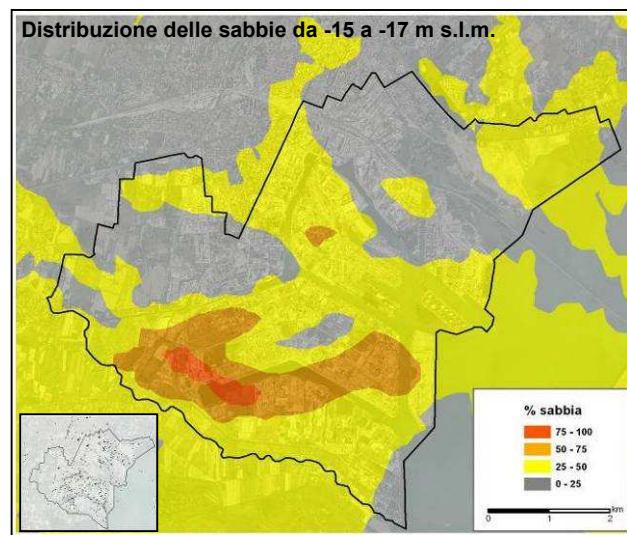 Distribuzione delle sabbie da -15 a -17 m s.l.m.
% sabbia
75 - 100
50 - 75
25 - 50
0 - 25
km
0 1 2